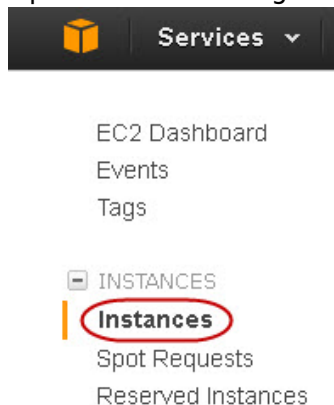 Services
EC2 Dashboard
Events
Tags
INSTANCES
Instances
Spot Requests
Reserved Instances